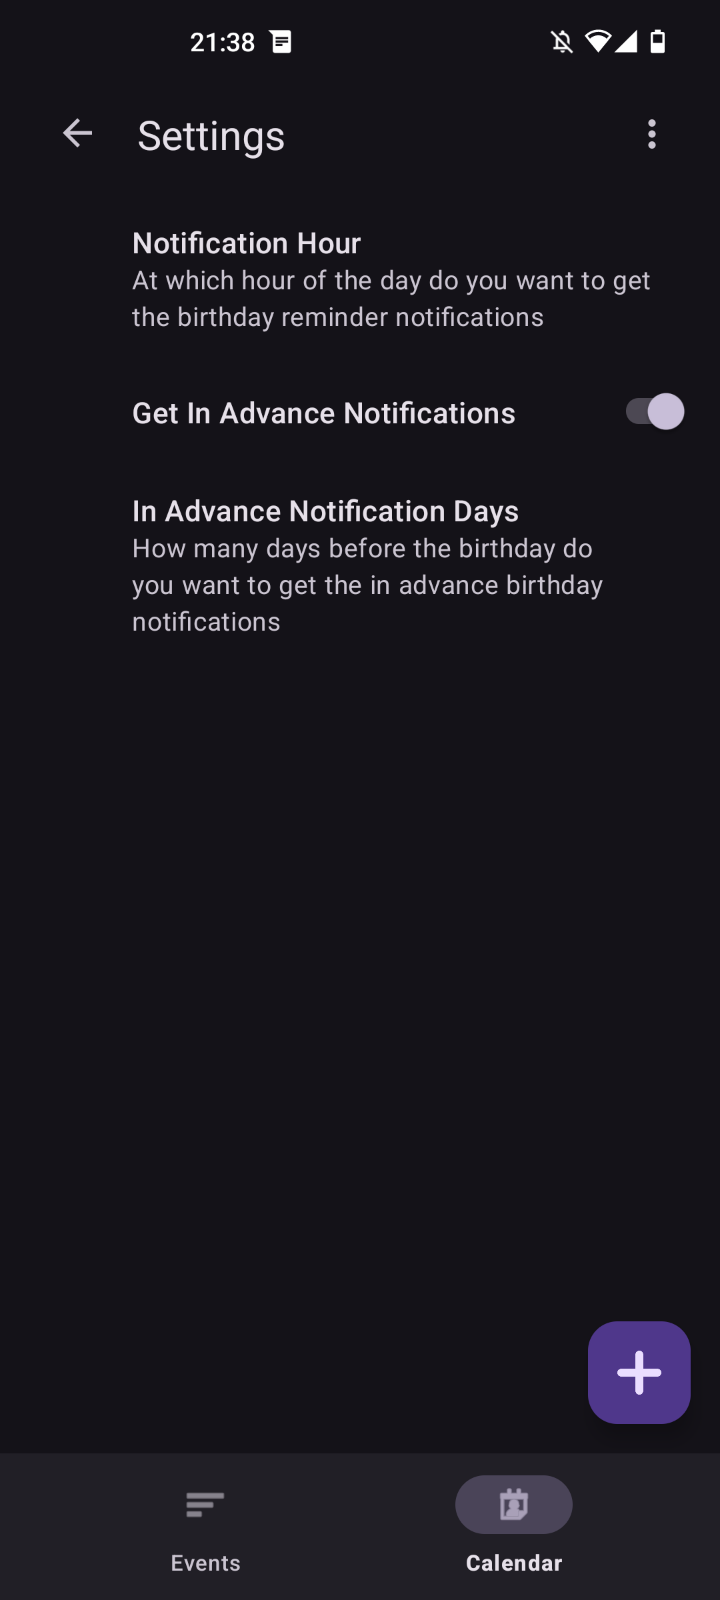 21:38
Settings
Notification Hour
At which hour of the day do you want to get
the birthday reminder notifications
Get In Advance Notifications
In Advance Notification Days
How many days before the birthday do
you want to get the in advance birthday
notifications
Events
Calendar